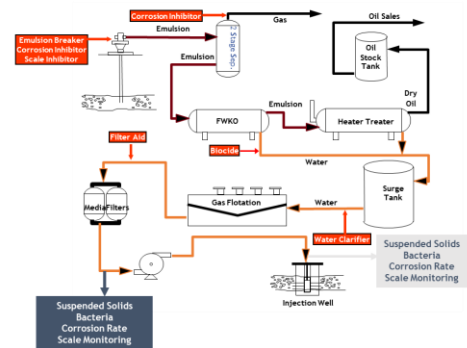 Corrosion Inhibitor
Gas
Oil Sales
Emulsion Breaker
Corrosion Inhibitor
Scale Inhibitor
Emulsion
Stage Sep.
Oil
Stock
Tank
Emulsion
Dry
Oil
Emulsion
FWKO
Heater Treater
Filter Aid
Biocide
Water
Surge
Tank
Media Filters
Gas Flotation
Water
Water Clarifier
Suspended Solids
Bacteria
Corrosion Rate
Scale Monitoring
Injection Well
Suspended Solids
Bacteria
Corrosion Rate
Scale Monitoring